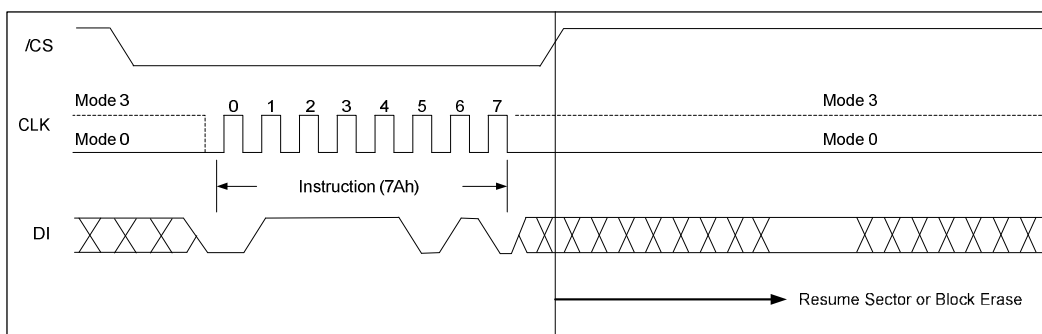 /CS
Mode 3
0 1 2 3 4 5 6 7
Mode 3
CLK
Mode 0
Mode 0
Instruction (7Ah)
DI
Resume Sector or Block Erase